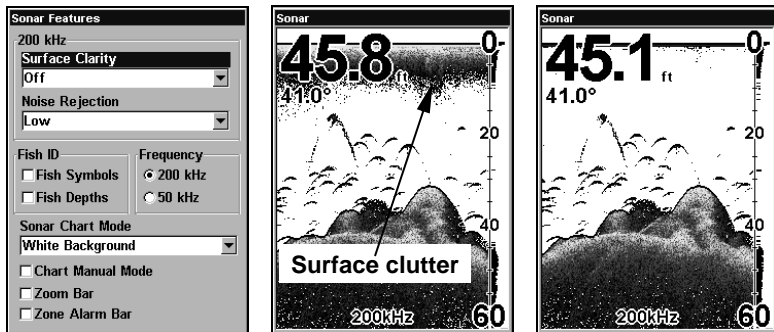 Sonar Features
200 kHz
Surface Clarity
Off
Noise Rejection
Low
Fish ID
Fish Symbols
Fish Depths
Frequency
200 kHz
50 kHz
Sonar Chart Mode
White Background
Chart Manual Mode
Zoom Bar
Zone Alarm Bar
Sonar
45.8 ft
41.0°
0
20
40
60
Surface clutter
200kHz
Sonar
45.1 ft
41.0°
0
20
40
60
200kHz